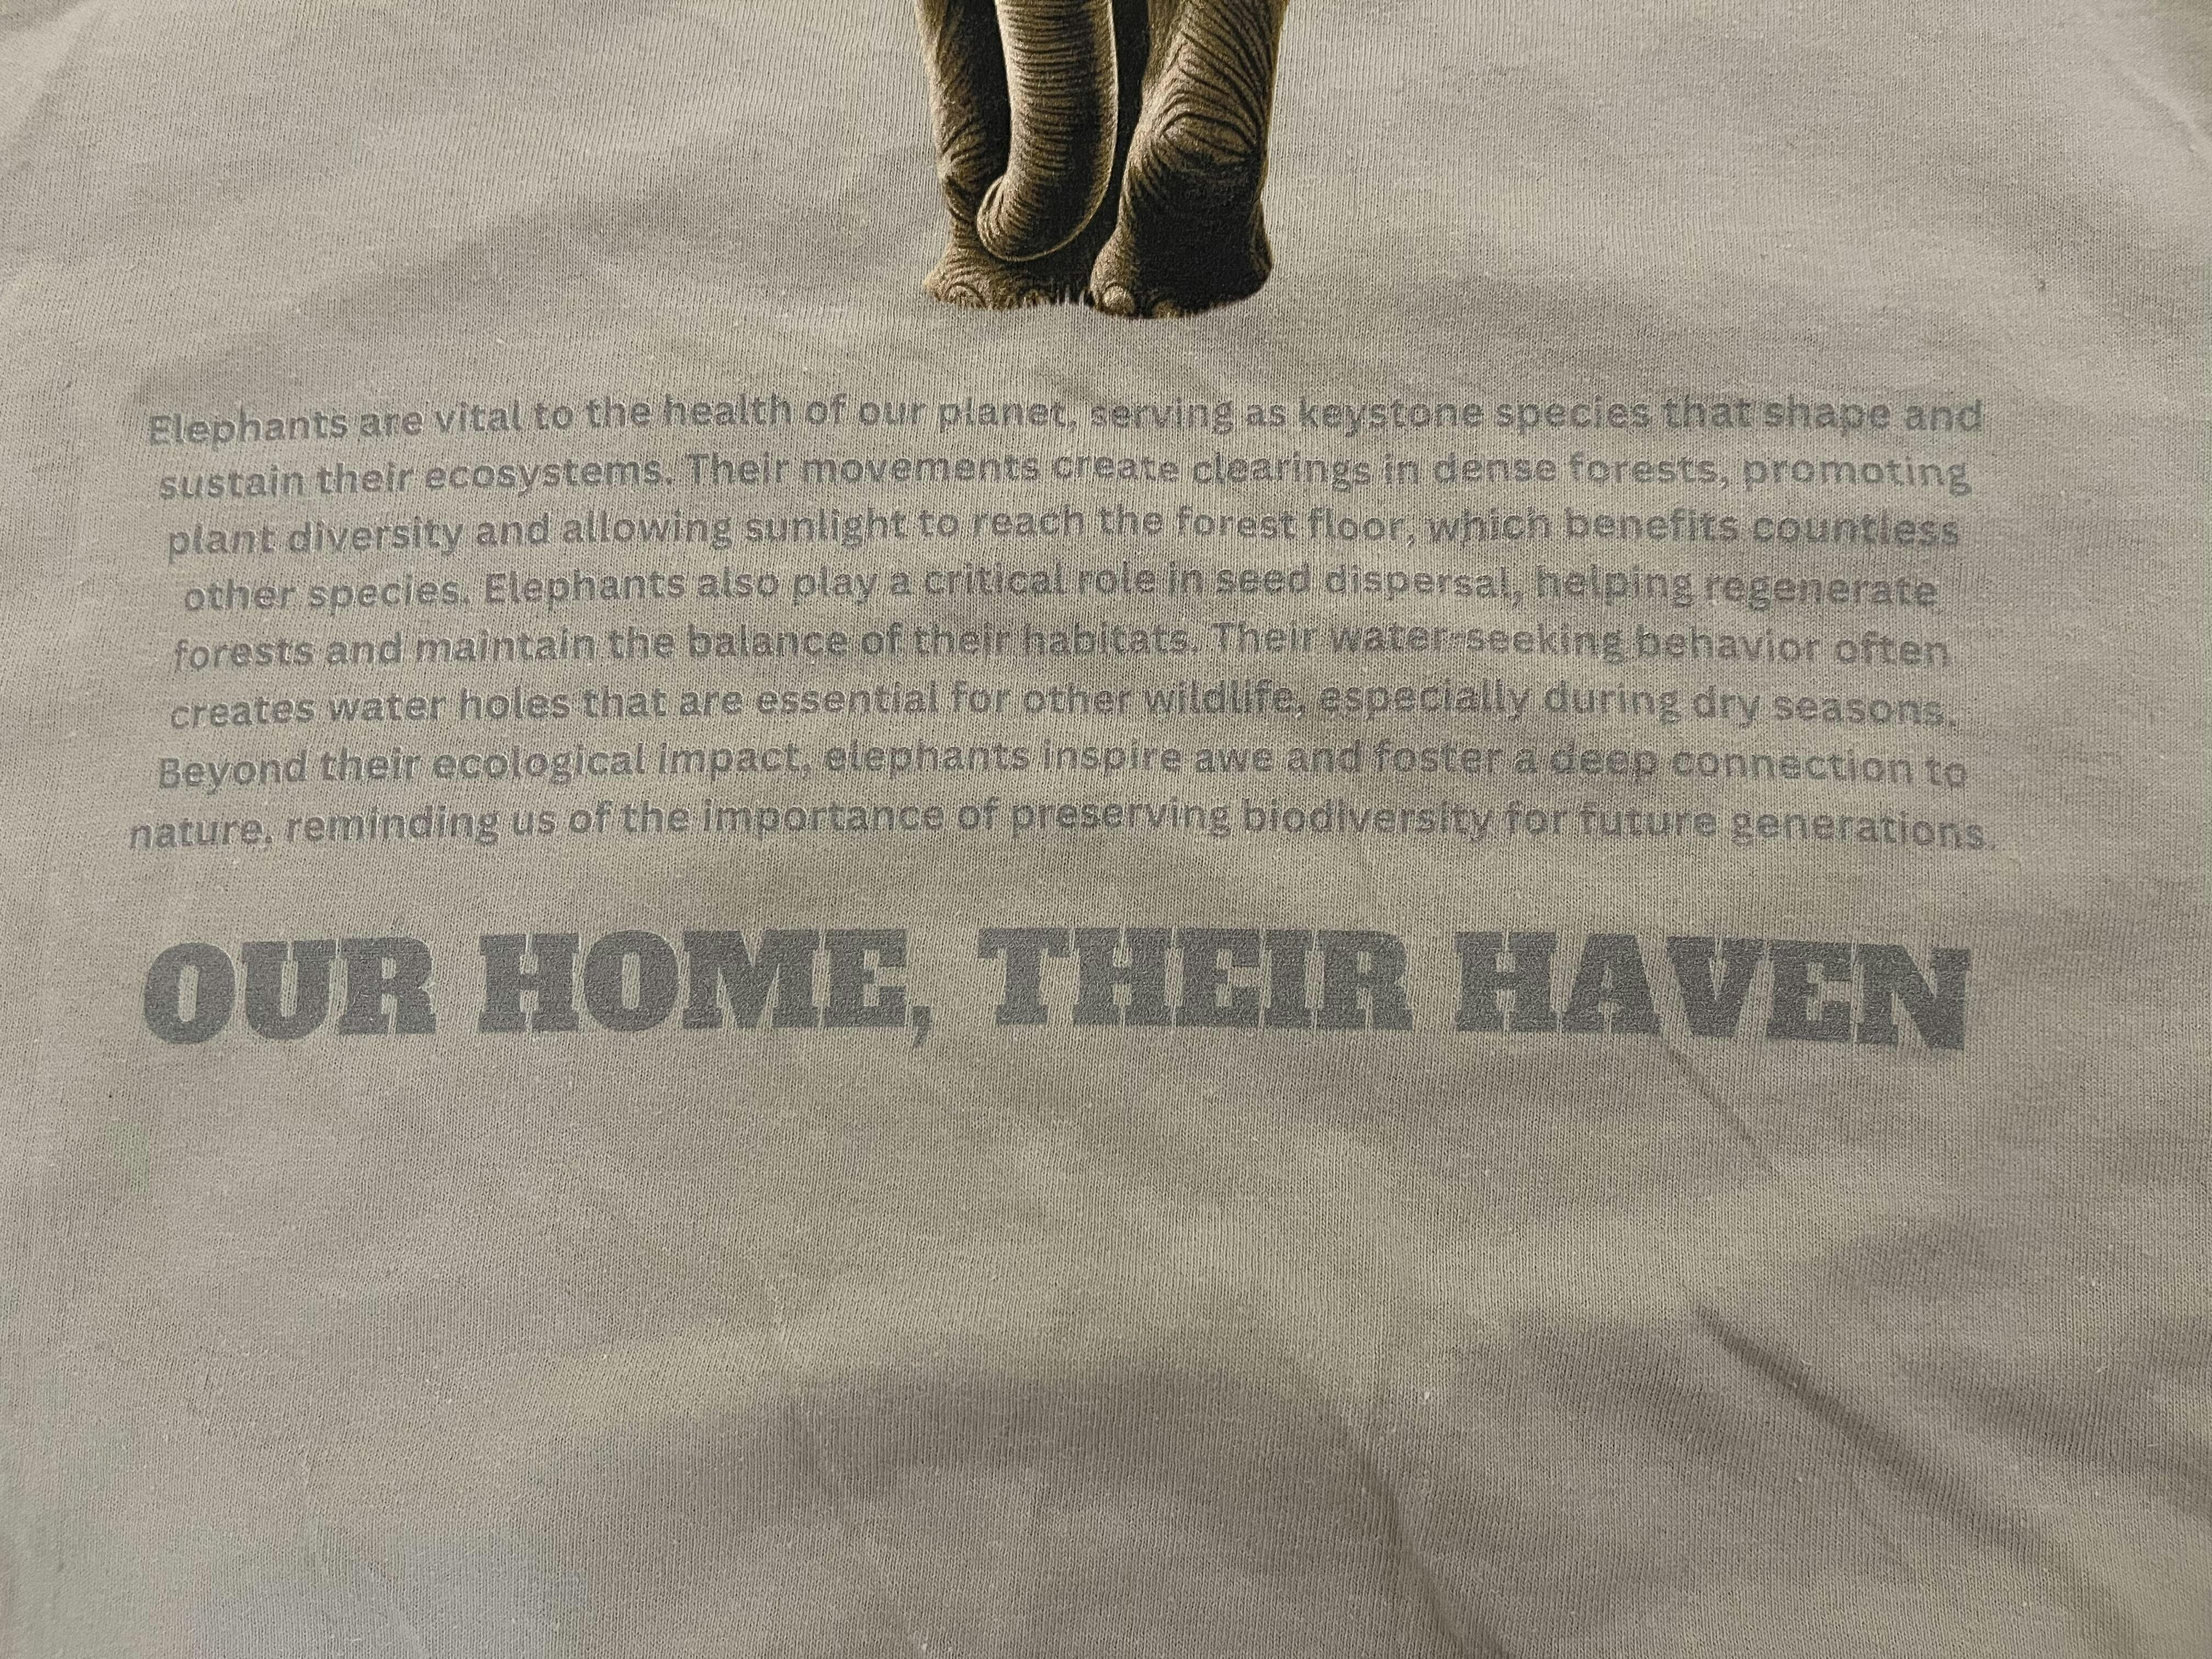 Elephants are vital to the health of our planet, serving as keystone species that shape and
sustain their ecosystems. Their movements create clearings in dense forests, promoting
plant diversity and allowing sunlight to reach the forest floor, which benefits countless
other species. Elephants also play a critical role in seed dispersal, helping regenerate
forests and maintain the balance of their habitats. Their water-seeking behavior often
creates water holes that are essential for other wildlife, especially during dry seasons.
Beyond their ecological impact, elephants inspire awe and foster a deep connection to
nature, reminding us of the importance of preserving biodiversity for future generations.
OUR HOME, THEIR HAVEN